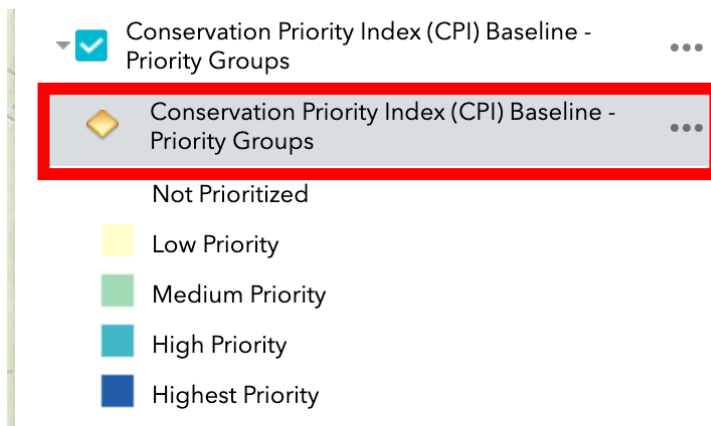 Conservation Priority Index (CPI) Baseline -
Priority Groups
Conservation Priority Index (CPI) Baseline -
Priority Groups
Not Prioritized
Low Priority
Medium Priority
High Priority
Highest Priority